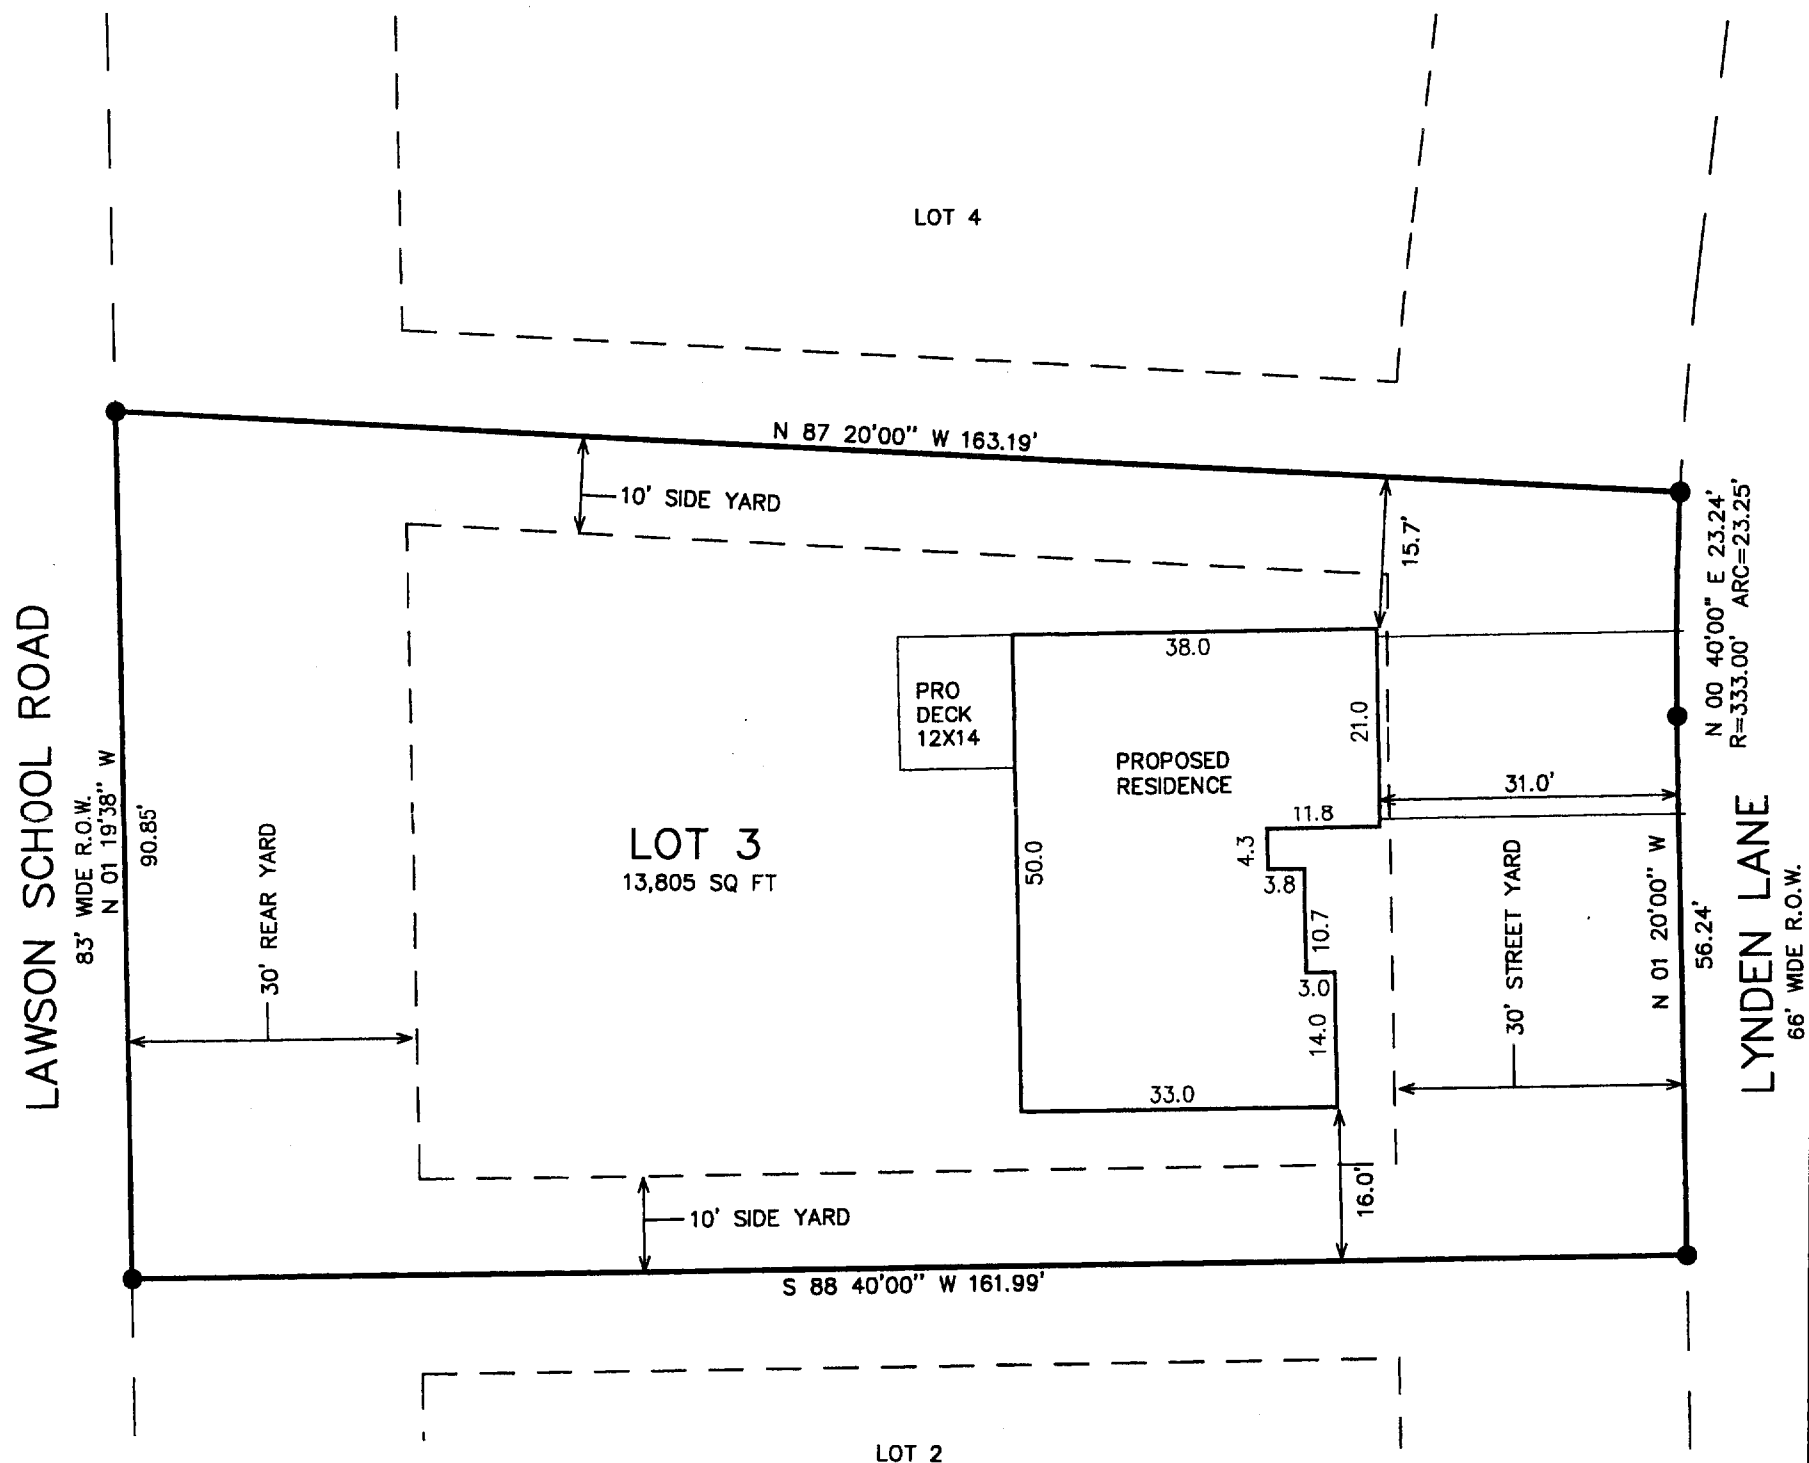 LOT 4
N 87 20'00" W 163.19'
10' SIDE YARD
15.7'
N 00 40'00" E 23.24'
R=333.00' ARC=23.25'
LAWSON SCHOOL ROAD
83' WIDE R.O.W.
N 01 19'38" W
90.85'
30' REAR YARD
LOT 3
13,805 SQ FT
PRO
DECK
12X14
38.0
21.0
PROPOSED
RESIDENCE
11.8
4.3
3.8
50.0
10.7
3.0
14.0
33.0
31.0'
30' STREET YARD
N 01 20'00" W
56.24'
LYNDEN LANE
66' WIDE R.O.W.
16.0'
10' SIDE YARD
S 88 40'00" W 161.99'
LOT 2